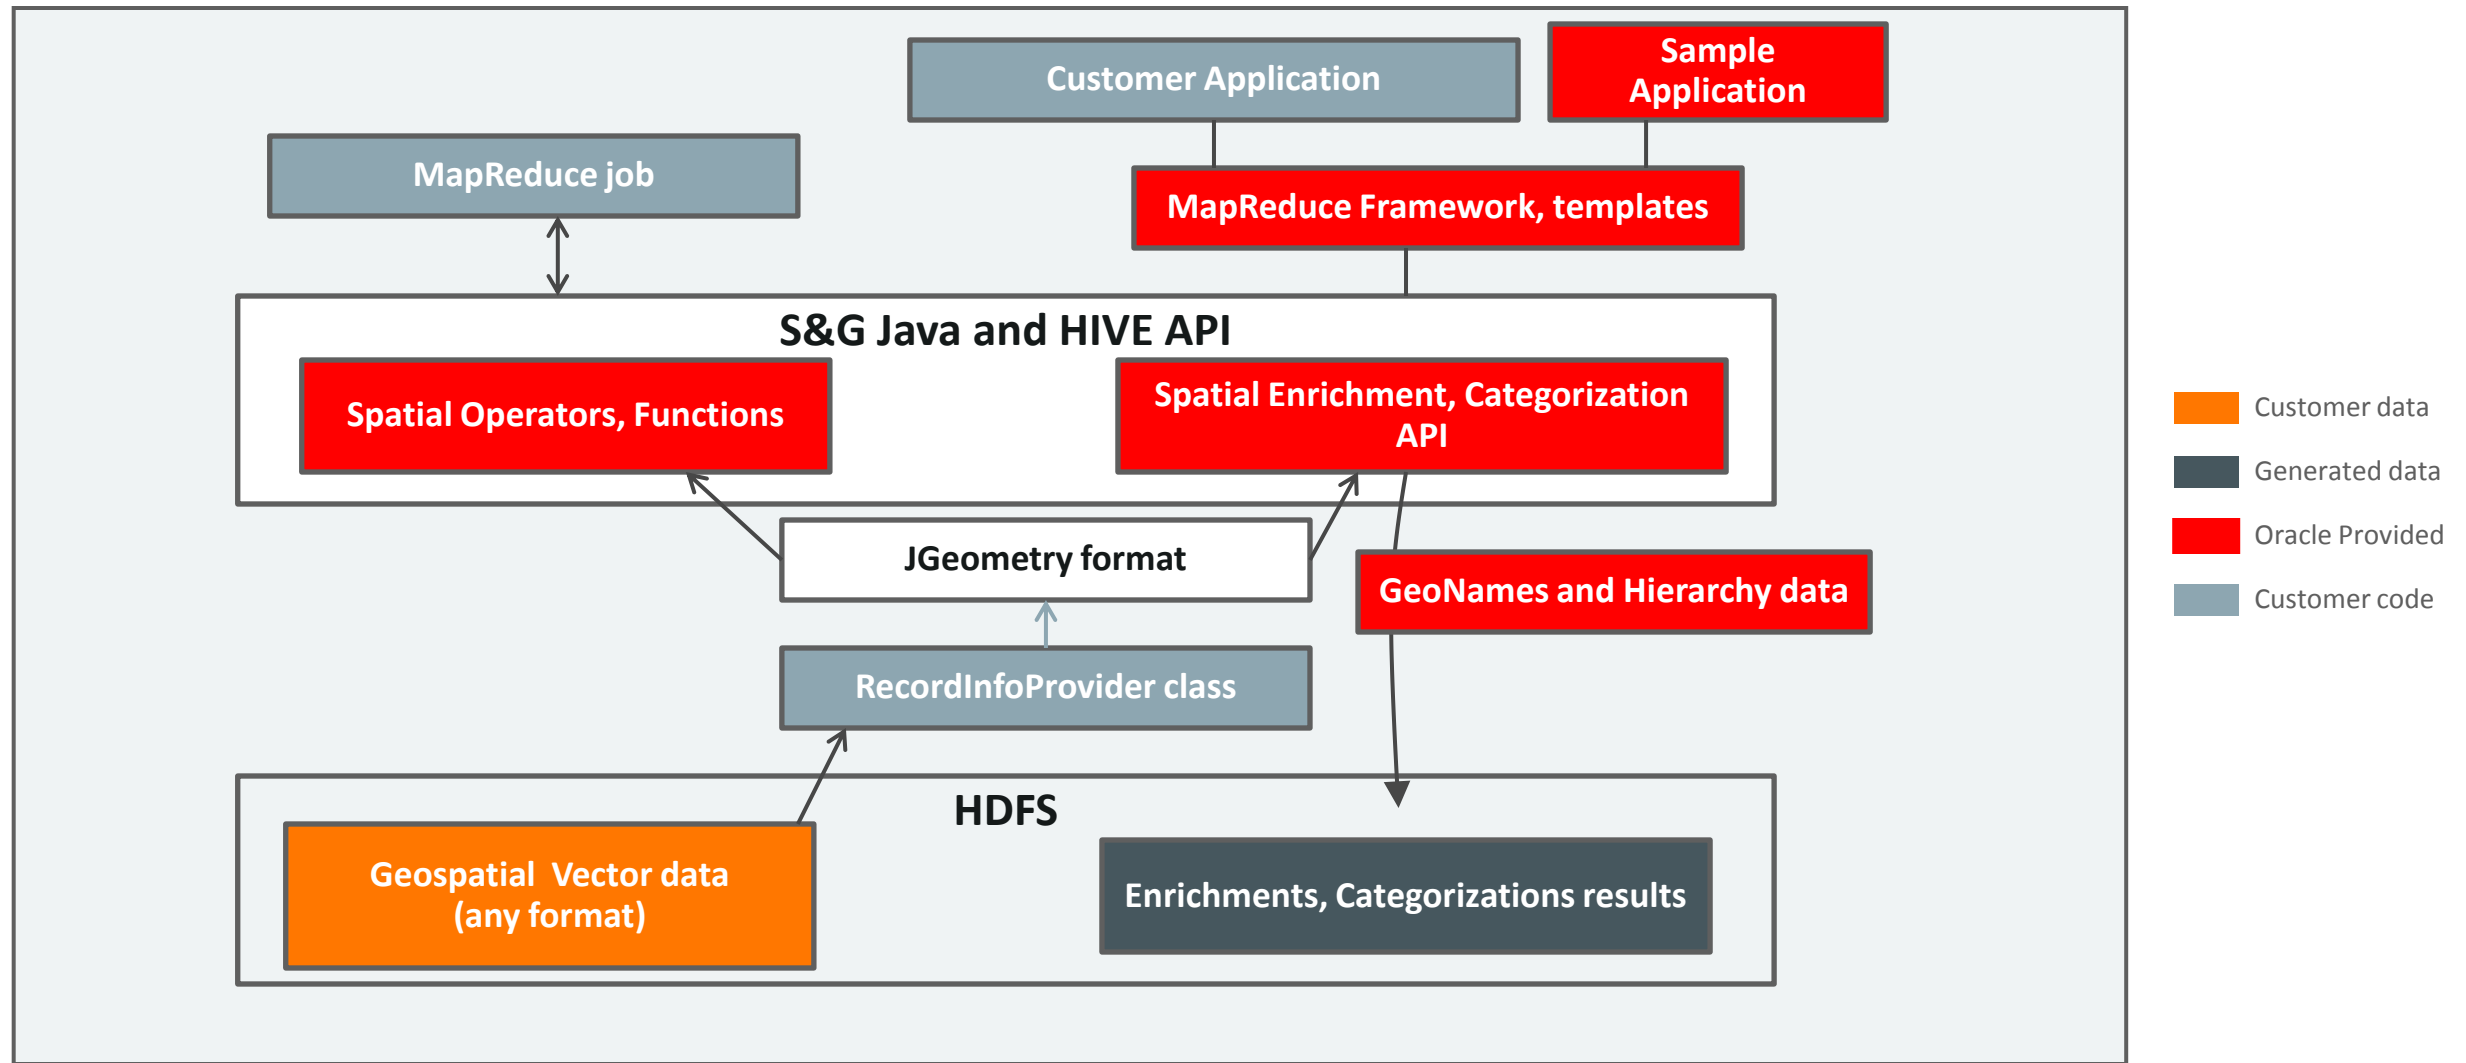 Customer Application
Sample
Application
MapReduce job
MapReduce Framework, templates
S&G Java and HIVE API
Spatial Operators, Functions
Spatial Enrichment, Categorization
API
JGeometry format
GeoNames and Hierarchy data
RecordInfoProvider class
HDFS
Geospatial  Vector data
(any format)
Enrichments, Categorizations results
Customer data
Generated data
Oracle Provided
Customer code